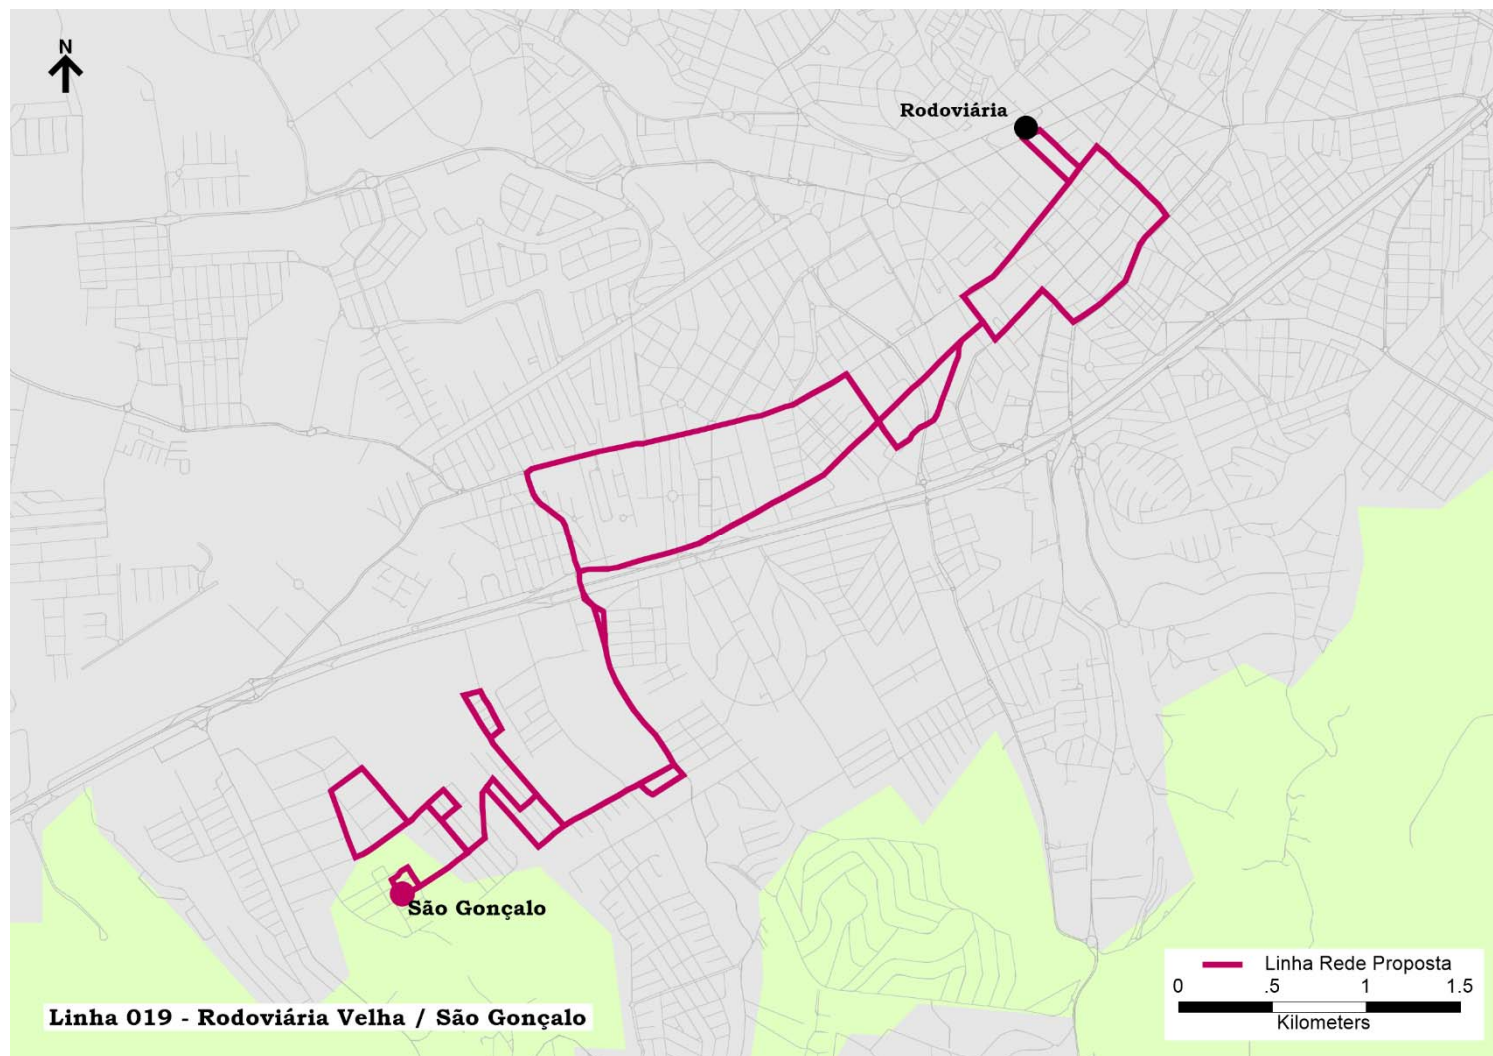 N
Rodoviária
São Gonçalo
Linha Rede Proposta
0 .5 1 1.5
Kilometers
Linha 019 - Rodoviária Velha / São Gonçalo